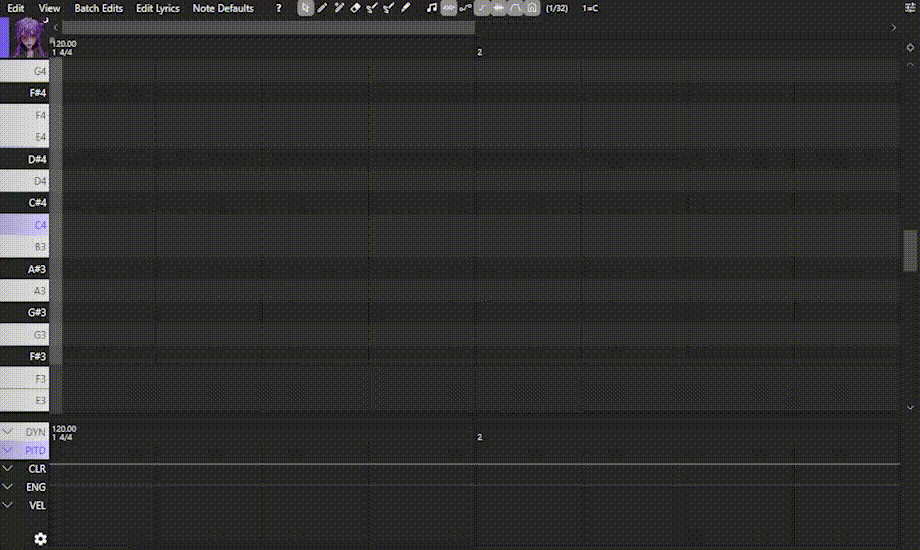 Edit View Batch Edits Edit Lyrics Note Defaults ? (1/32) 1=C
120.00
1 4/4 2
G4
F#4
F4
E4
D#4
D4
C#4
C4
B3
A#3
A3
G#3
G3
F#3
F3
E3
DYN 120.00
1 4/4 2
PITD
CLR
ENG
VEL